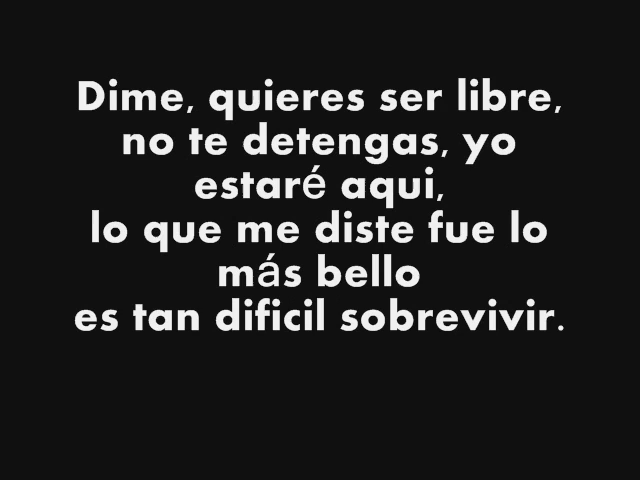 Dime, quieres ser libre,
no te detengas, yo
estaré aqui,
lo que me diste fue lo
más bello
es tan dificil sobrevivir.